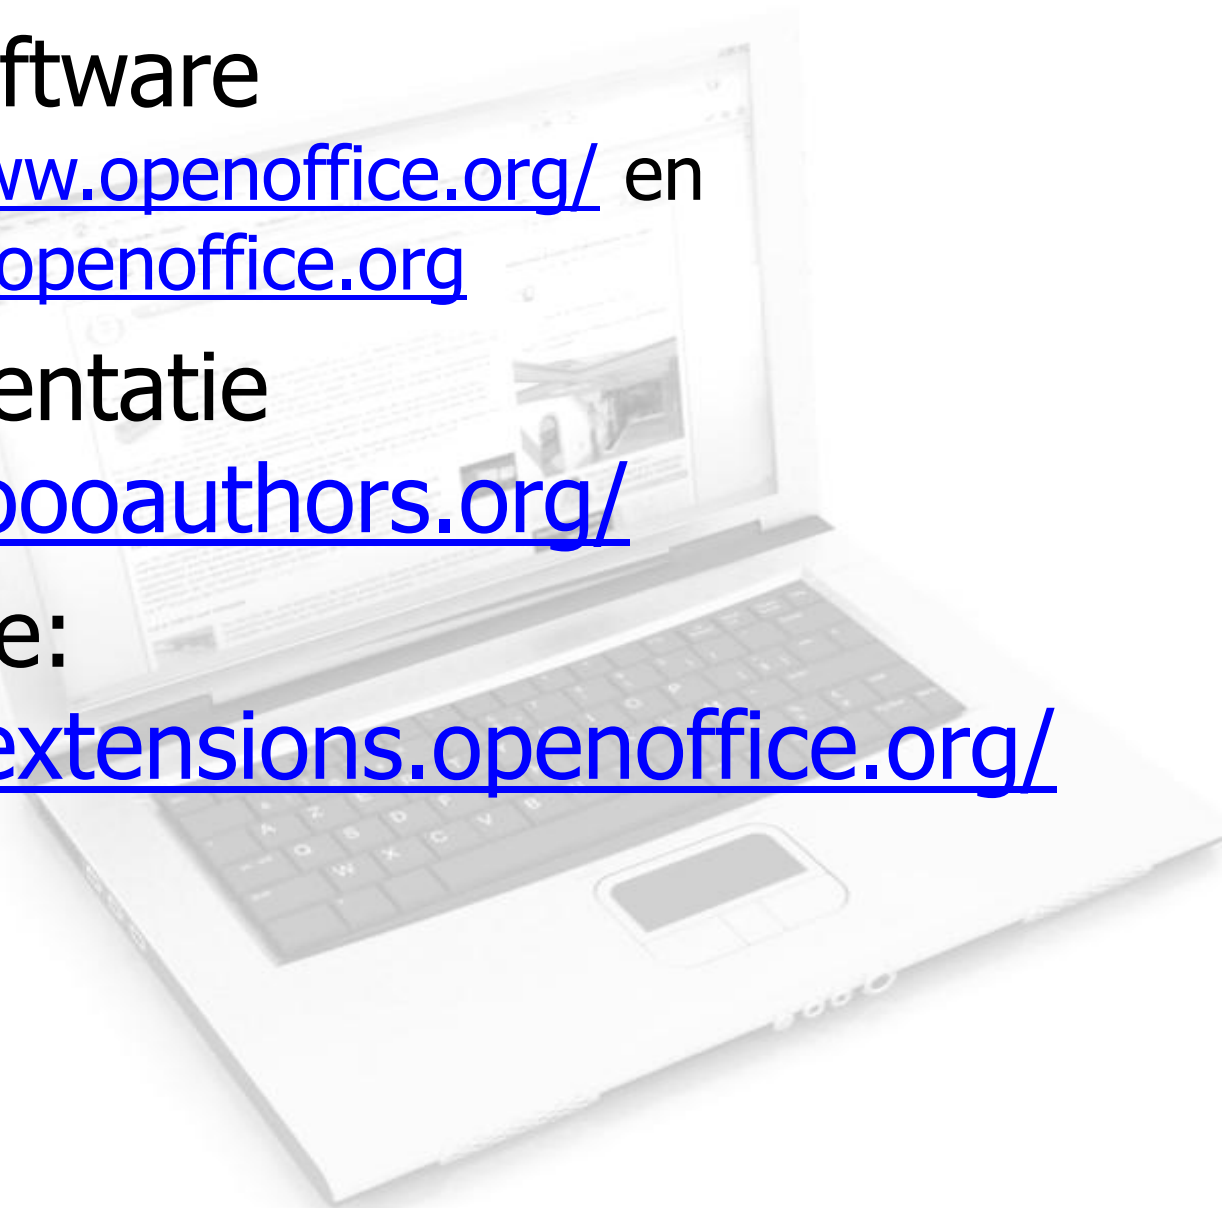 ftware
ww.openoffice.org/ en
openoffice.org
entatie
oooauthors.org/
e:
extensions.openoffice.org/